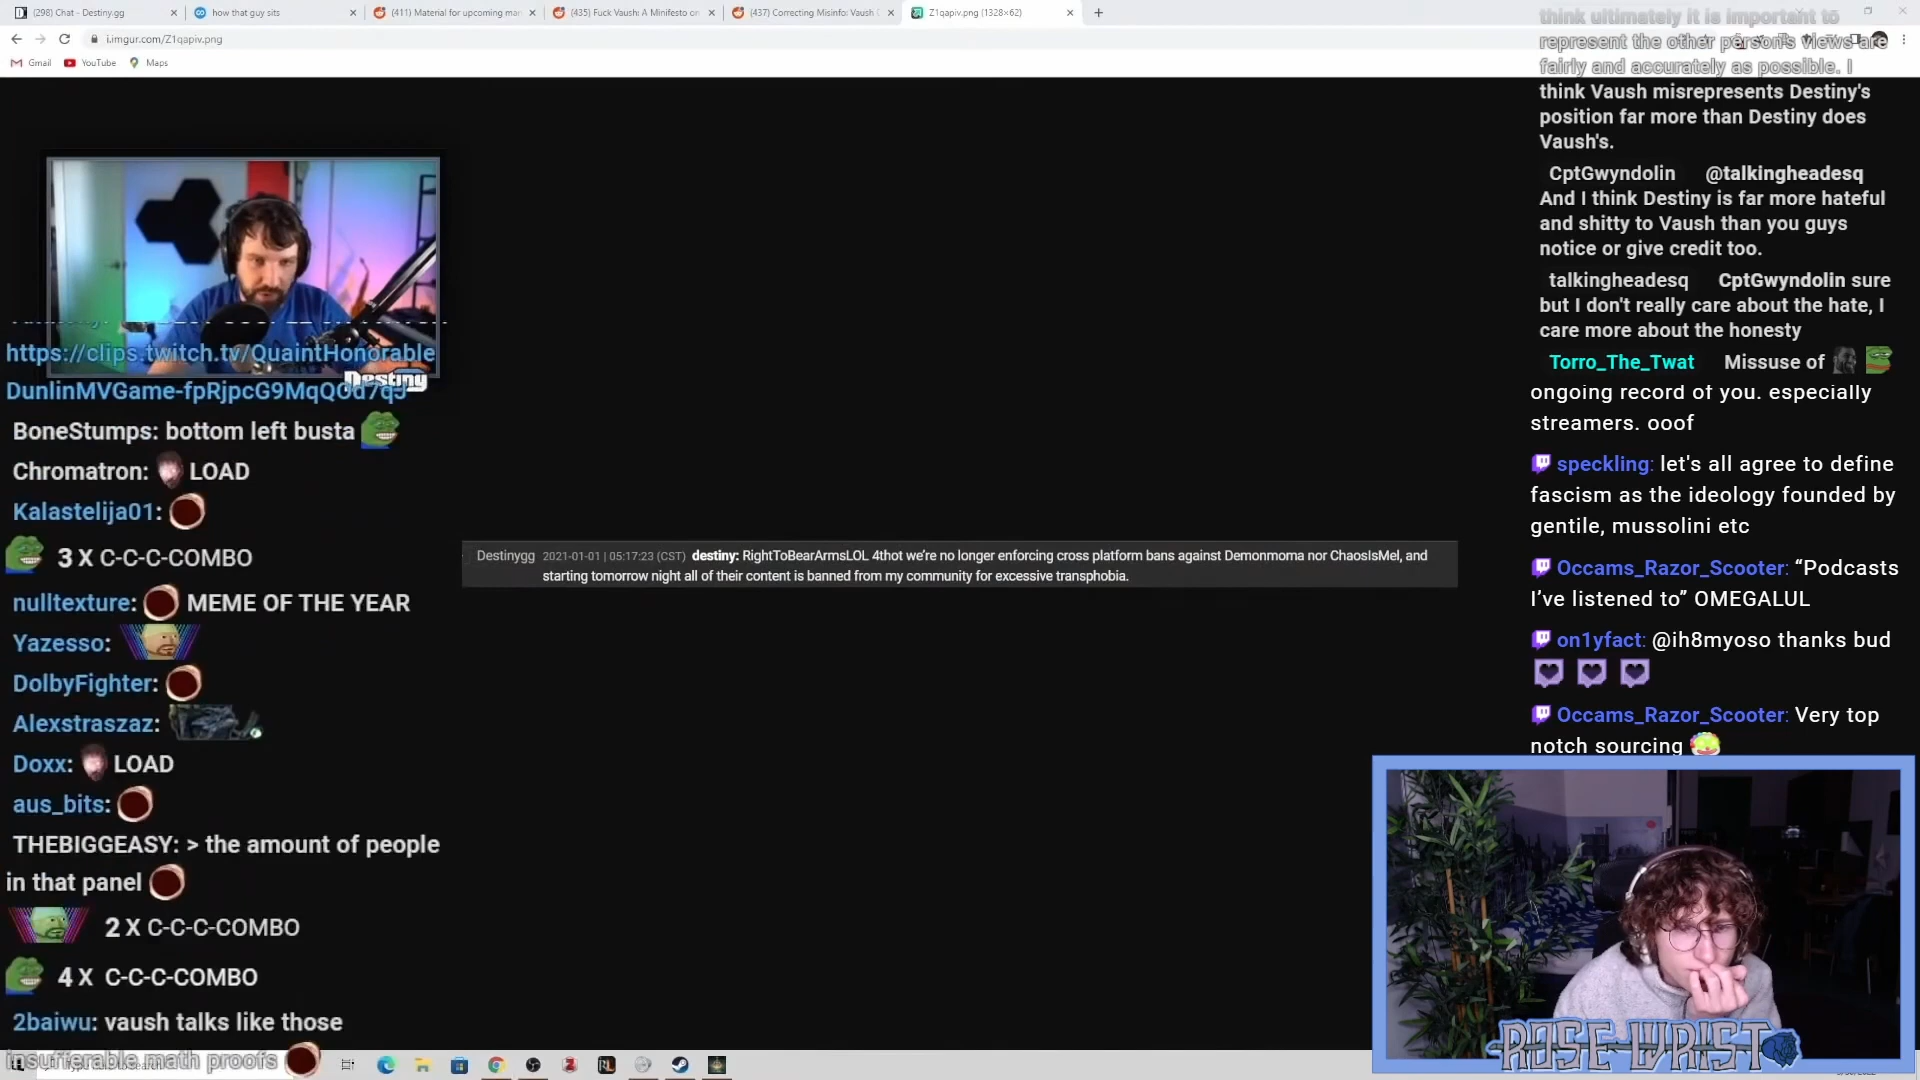 (298) Chat - Destiny.gg
how that guy sits
(411) Material for upcoming ma
(435) Fuck Vaush: A Minifesto or
(437) Correcting Misinfo: Vaush
Z1qapiv.png (1328×62)
i.imgur.com/Z1qapiv.png
Gmail YouTube Maps
Destiny
https://clips.twitch.tv/QuaintHonorable
BoneStumps: bottom left busta
Chromatron: LOAD
Kalastelija01:
3 X C-C-C-COMBO
nulltexture: MEME OF THE YEAR
Yazesso:
DolbyFighter:
Alexstraszaz:
Doxx: LOAD
aus_bits:
THEBIGGEASY: > the amount of people
in that panel
2 X C-C-C-COMBO
4 X C-C-C-COMBO
2baiwu: vaush talks like those
insufferable math proofs
Destinygg 2021-01-01 | 05:17:23 (CST) destiny: RightToBearArmsLOL 4thot we're no longer enforcing cross platform bans against Demonmoma nor ChaosIsMel, and
starting tomorrow night all of their content is banned from my community for excessive transphobia.
think ultimately it is important to
represent the other person's views are
fairly and accurately as possible. I
think Vaush misrepresents Destiny's
position far more than Destiny does
Vaush's.
CptGwyndolin @talkingheadesq
And I think Destiny is far more hateful
and shitty to Vaush than you guys
notice or give credit too.
talkingheadesq CptGwyndolin sure
but I don't really care about the hate, I
care more about the honesty
Torro_The_Twat Missuse of
ongoing record of you. especially
streamers. ooof
speckling: let's all agree to define
fascism as the ideology founded by
gentile, mussolini etc
Occams_Razor_Scooter: “Podcasts
I’ve listened to” OMEGALUL
on1yfact: @ih8myoso thanks bud
Occams_Razor_Scooter: Very top
notch sourcing
ROSE WRIST